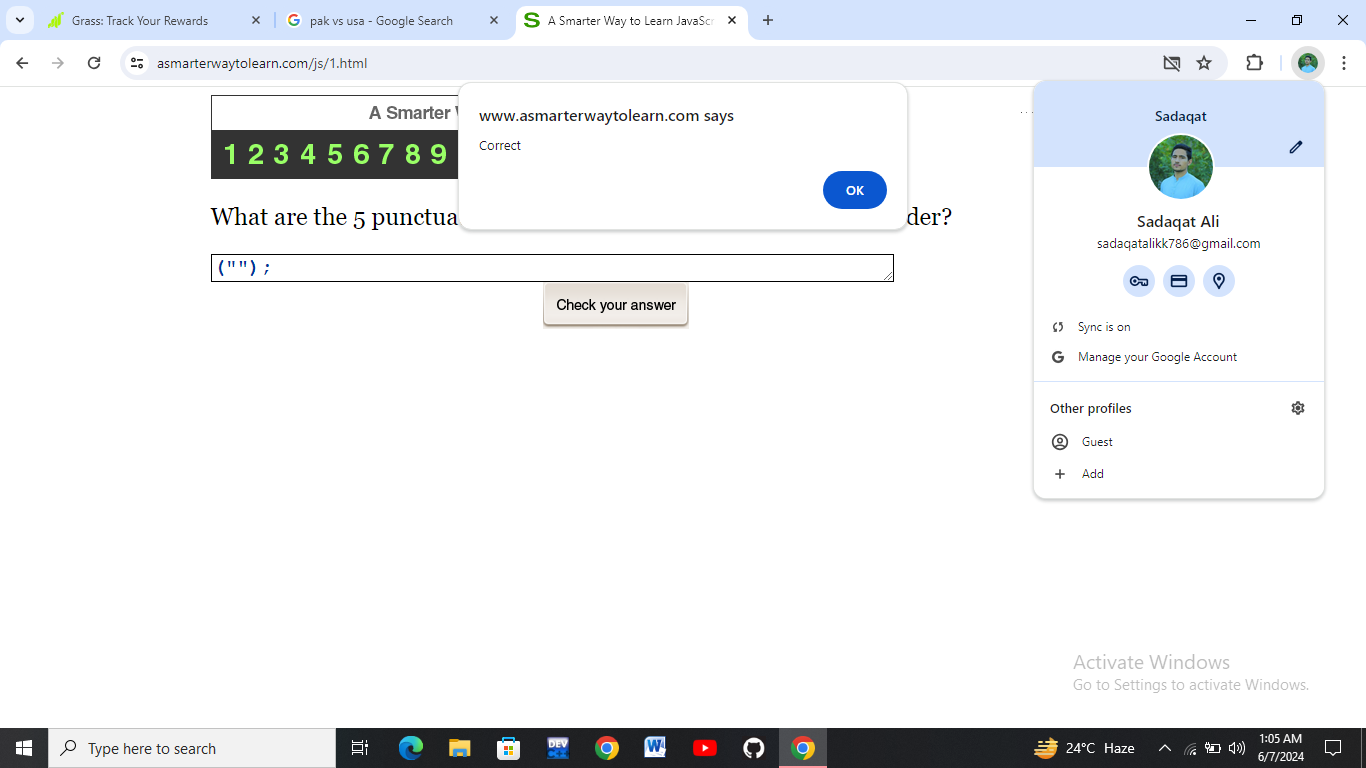 Grass: Track Your Rewards
pak vs usa - Google Search
A Smarter Way to Learn JavaScr
asmarterwaytolearn.com/js/1.html
A Smarter
1 2 3 4 5 6 7 8 9
www.asmarterwaytolearn.com says
Correct
OK
What are the 5 punctua
der?
("");
Check your answer
Sadaqat
Sadaqat Ali
sadaqatalikk786@gmail.com
Sync is on
Manage your Google Account
Other profiles
Guest
Add
Activate Windows
Go to Settings to activate Windows.
Type here to search
DEV
24°C Haze
1:05 AM
6/7/2024